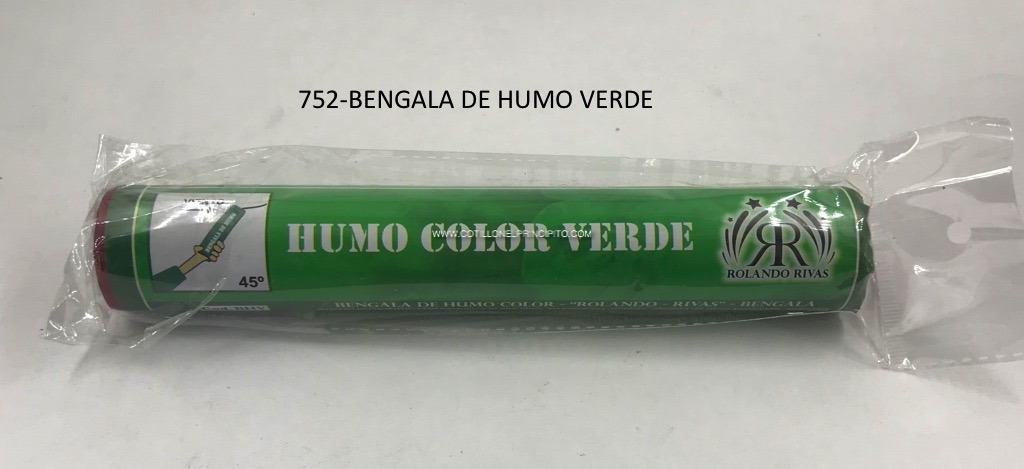 752-BENGALA DE HUMO VERDE
HUMO COLOR VERDE
WWW.COTILLONELPRINCIPITO.COM
RR
ROLANDO RIVAS
45º
BENGALA DE HUMO COLOR - "ROLANDO - RIVAS" - BENGALA